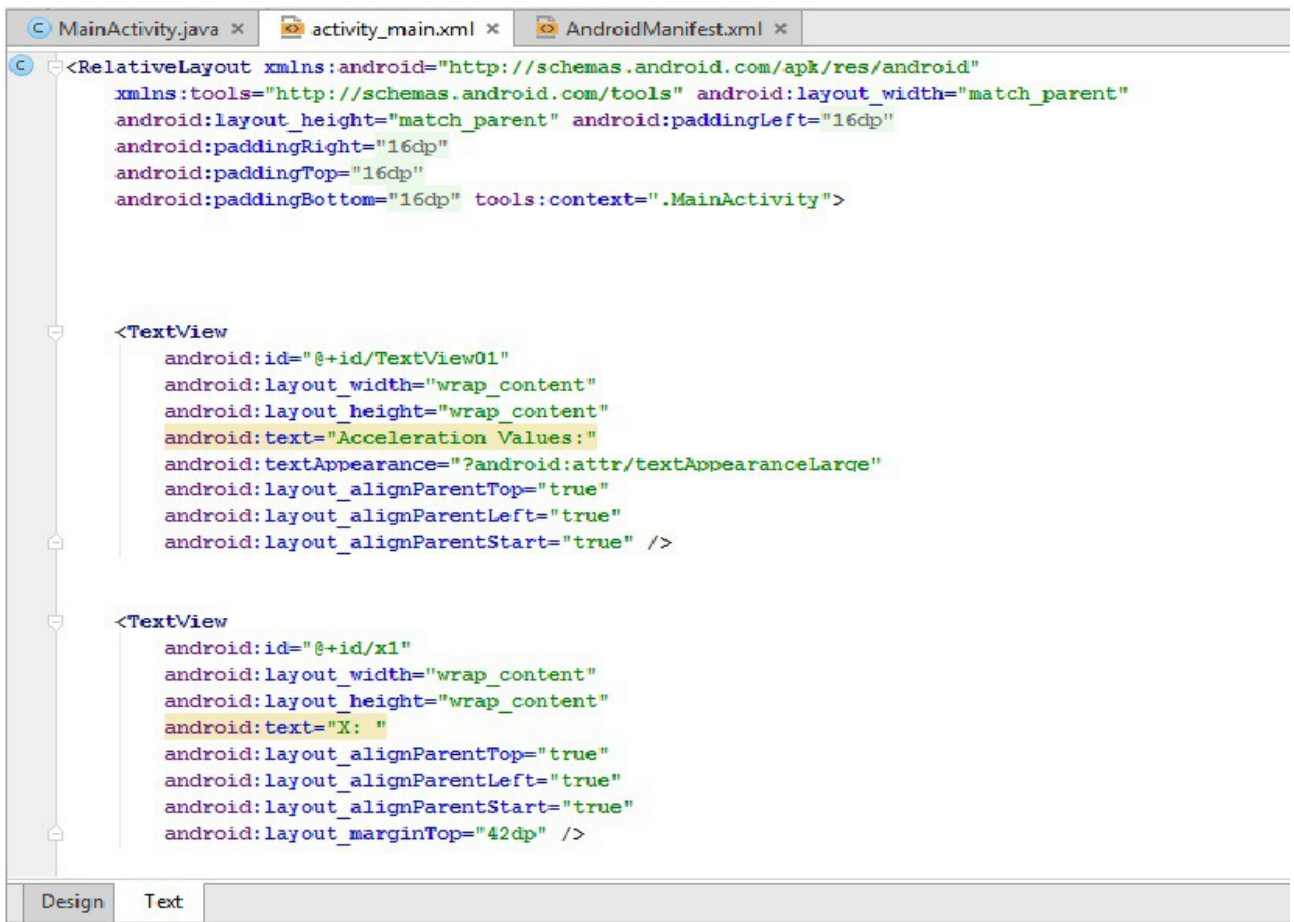 MainActivity.java × activity_main.xml × AndroidManifest.xml ×
C <RelativeLayout xmlns:android="http://schemas.android.com/apk/res/android"
xmlns:tools="http://schemas.android.com/tools" android:layout_width="match_parent"
android:layout_height="match_parent" android:paddingLeft="16dp"
android:paddingRight="16dp"
android:paddingTop="16dp"
android:paddingBottom="16dp" tools:context=".MainActivity">
<TextView
android:id="@+id/TextView01"
android:layout_width="wrap_content"
android:layout_height="wrap_content"
android:text="Acceleration Values:"
android:textAppearance="?android:attr/textAppearanceLarge"
android:layout_alignParentTop="true"
android:layout_alignParentLeft="true"
android:layout_alignParentStart="true" />
<TextView
android:id="@+id/x1"
android:layout_width="wrap_content"
android:layout_height="wrap_content"
android:text="X: "
android:layout_alignParentTop="true"
android:layout_alignParentLeft="true"
android:layout_alignParentStart="true"
android:layout_marginTop="42dp" />
Design Text